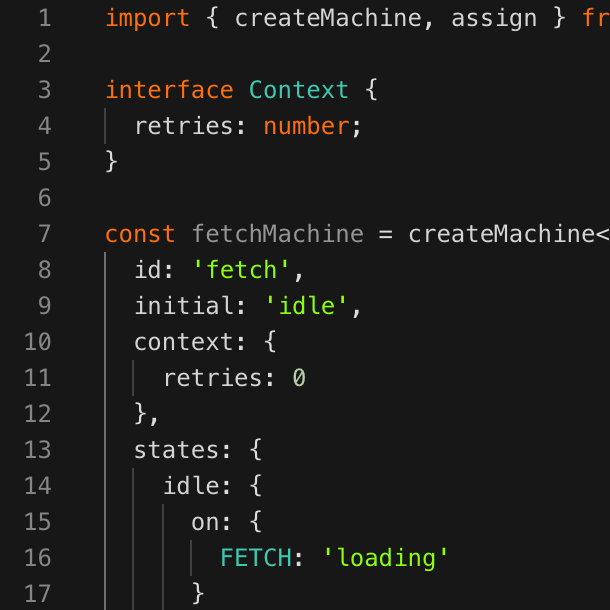 1 import { createMachine, assign } fr
2
3 interface Context {
4 retries: number;
5 }
6
7 const fetchMachine = createMachine<
8 id: 'fetch',
9 initial: 'idle',
10 context: {
11 retries: 0
12 },
13 states: {
14 idle: {
15 on: {
16 FETCH: 'loading'
17 }